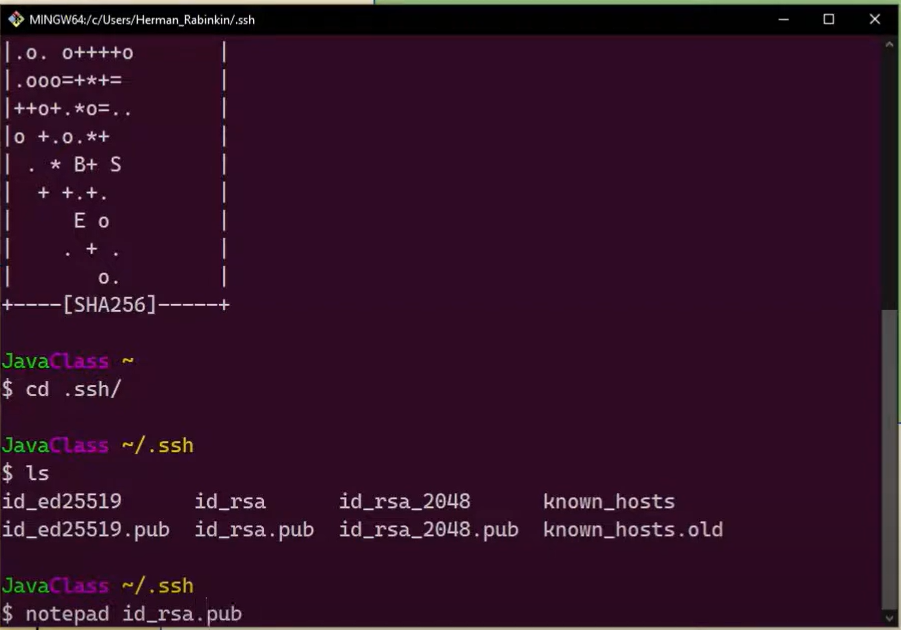 MINGW64:/c/Users/Herman_Rabinkin/.ssh
|.o. o++++o       |
|.ooo=+*+=        |
|++o+.*o=..       |
|o +.o.*+         |
| . * B+ S        |
|  + +.+.         |
|     E o         |
|    . + .        |
|       o.        |
+----[SHA256]-----+
JavaClass ~
$ cd .ssh/
JavaClass ~/.ssh
$ ls
id_ed25519      id_rsa      id_rsa_2048      known_hosts
id_ed25519.pub  id_rsa.pub  id_rsa_2048.pub  known_hosts.old
JavaClass ~/.ssh
$ notepad id_rsa.pub